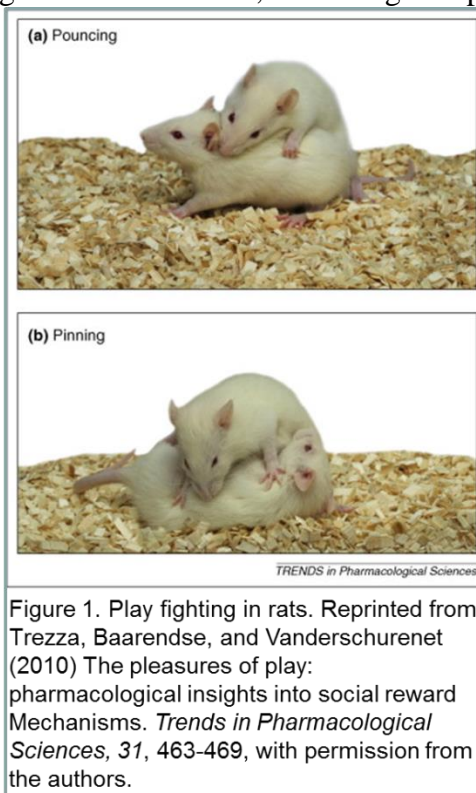 (a) Pouncing
(b) Pinning
TRENDS in Pharmacological Sciences
Figure 1. Play fighting in rats. Reprinted from
Trezza, Baarendse, and Vanderschurenet
(2010) The pleasures of play:
pharmacological insights into social reward
Mechanisms. Trends in Pharmacological
Sciences, 31, 463-469, with permission from
the authors.